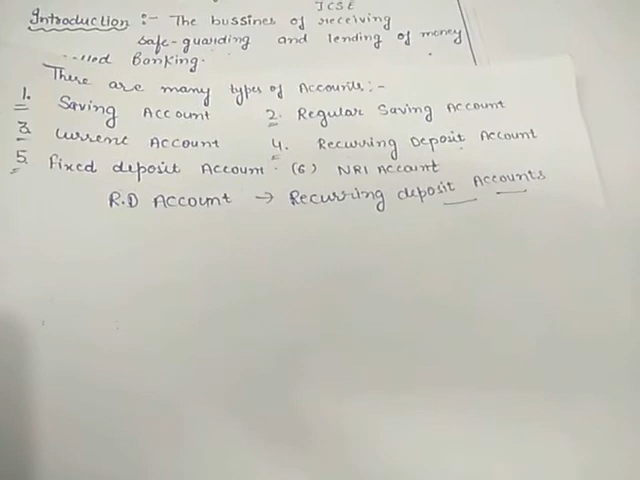 ICSE
Introduction :- The bussines of receiving
safe-guarding and lending of money
Banking.
There are many types of Accounts:-
1. Saving Account 2. Regular Saving Account
3. Current Account 4. Recurring Deposit Account
5. Fixed deposit Account. (6) NRI Account
R.D Account → Recurring deposit Accounts